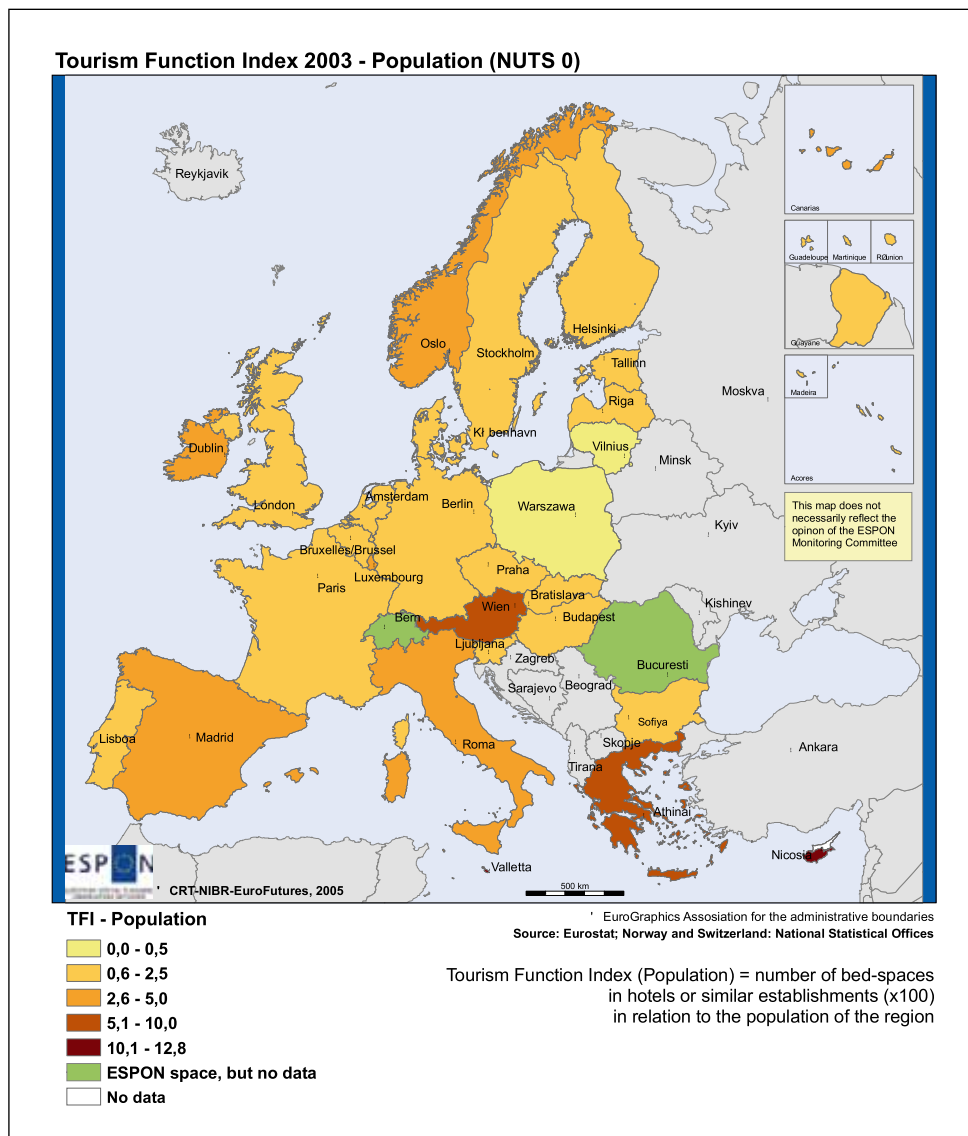 Tourism Function Index 2003 - Population (NUTS 0)
Reykjavik
Canarias
Guadeloupe
Martinique
RØunion
Guayane
Madeira
Acores
Oslo
Helsinki
Stockholm
Tallinn
Riga
Moskva
Kł benhavn
Vilnius
Minsk
Dublin
London
Amsterdam
Berlin
Warszawa
Kyiv
This map does not
necessarily reflect the
opinon of the ESPON
Monitoring Committee
Bruxelles/Brussel
Luxembourg
Paris
Praha
Bratislava
Wien
Budapest
Kishinev
Bern
Ljubljana
Zagreb
Bucuresti
Sarajevo
Beograd
Sofiya
Lisboa
Madrid
Roma
Skopje
Tirana
Ankara
Athinai
Nicosia
Valletta
ESPON
' CRT-NIBR-EuroFutures, 2005
500 km
TFI - Population
0,0 - 0,5
0,6 - 2,5
2,6 - 5,0
5,1 - 10,0
10,1 - 12,8
ESPON space, but no data
No data
' EuroGraphics Assosiation for the administrative boundaries
Source: Eurostat; Norway and Switzerland: National Statistical Offices
Tourism Function Index (Population) = number of bed-spaces
in hotels or similar establishments (x100)
in relation to the population of the region